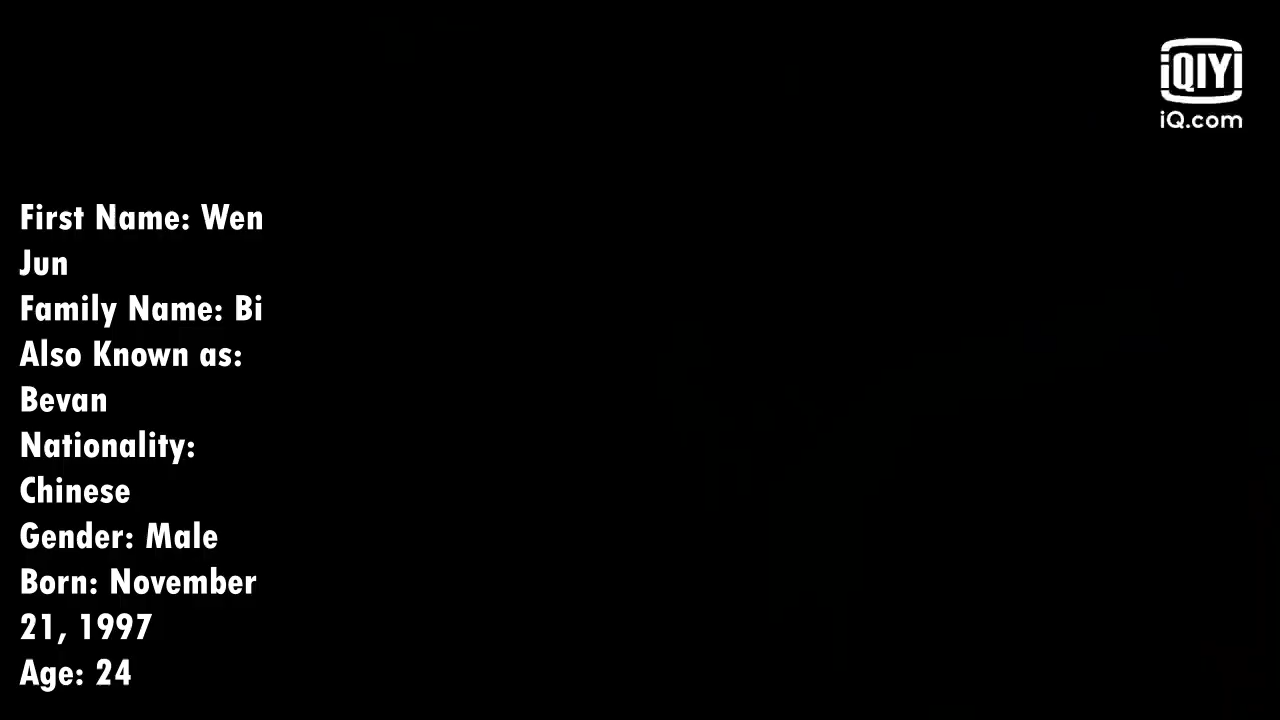 iQIYI
iQ.com
First Name: Wen
Jun
Family Name: Bi
Also Known as:
Bevan
Nationality:
Chinese
Gender: Male
Born: November
21, 1997
Age: 24